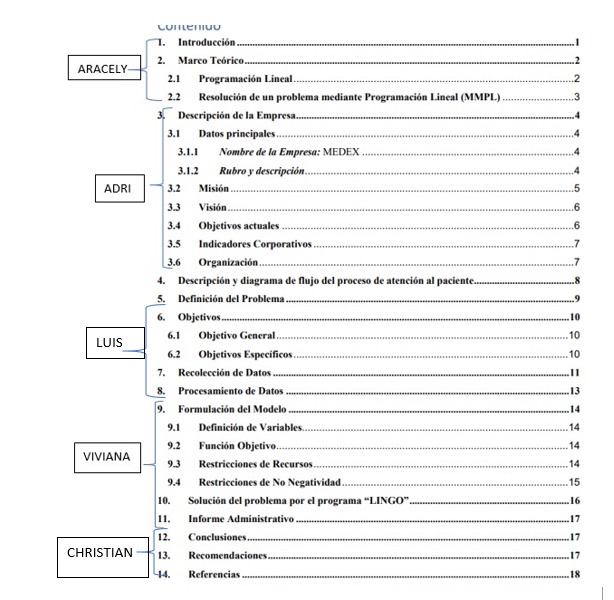 Contenido
1. Introducción 1
ARACELY
2. Marco Teórico 2
2.1 Programación Lineal 2
2.2 Resolución de un problema mediante Programación Lineal (MMPL) 3
3. Descripción de la Empresa 4
3.1 Datos principales 4
3.1.1 Nombre de la Empresa: MEDEX 4
3.1.2 Rubro y descripción 4
ADRI
3.2 Misión 5
3.3 Visión 6
3.4 Objetivos actuales 6
3.5 Indicadores Corporativos 7
3.6 Organización 7
4. Descripción y diagrama de flujo del proceso de atención al paciente 8
5. Definición del Problema 9
6. Objetivos 10
LUIS
6.1 Objetivo General 10
6.2 Objetivos Específicos 10
7. Recolección de Datos 11
8. Procesamiento de Datos 13
9. Formulación del Modelo 14
9.1 Definición de Variables 14
9.2 Función Objetivo 14
VIVIANA
9.3 Restricciones de Recursos 14
9.4 Restricciones de No Negatividad 15
10. Solución del problema por el programa “LINGO” 16
11. Informe Administrativo 17
12. Conclusiones 17
CHRISTIAN
13. Recomendaciones 17
14. Referencias 18